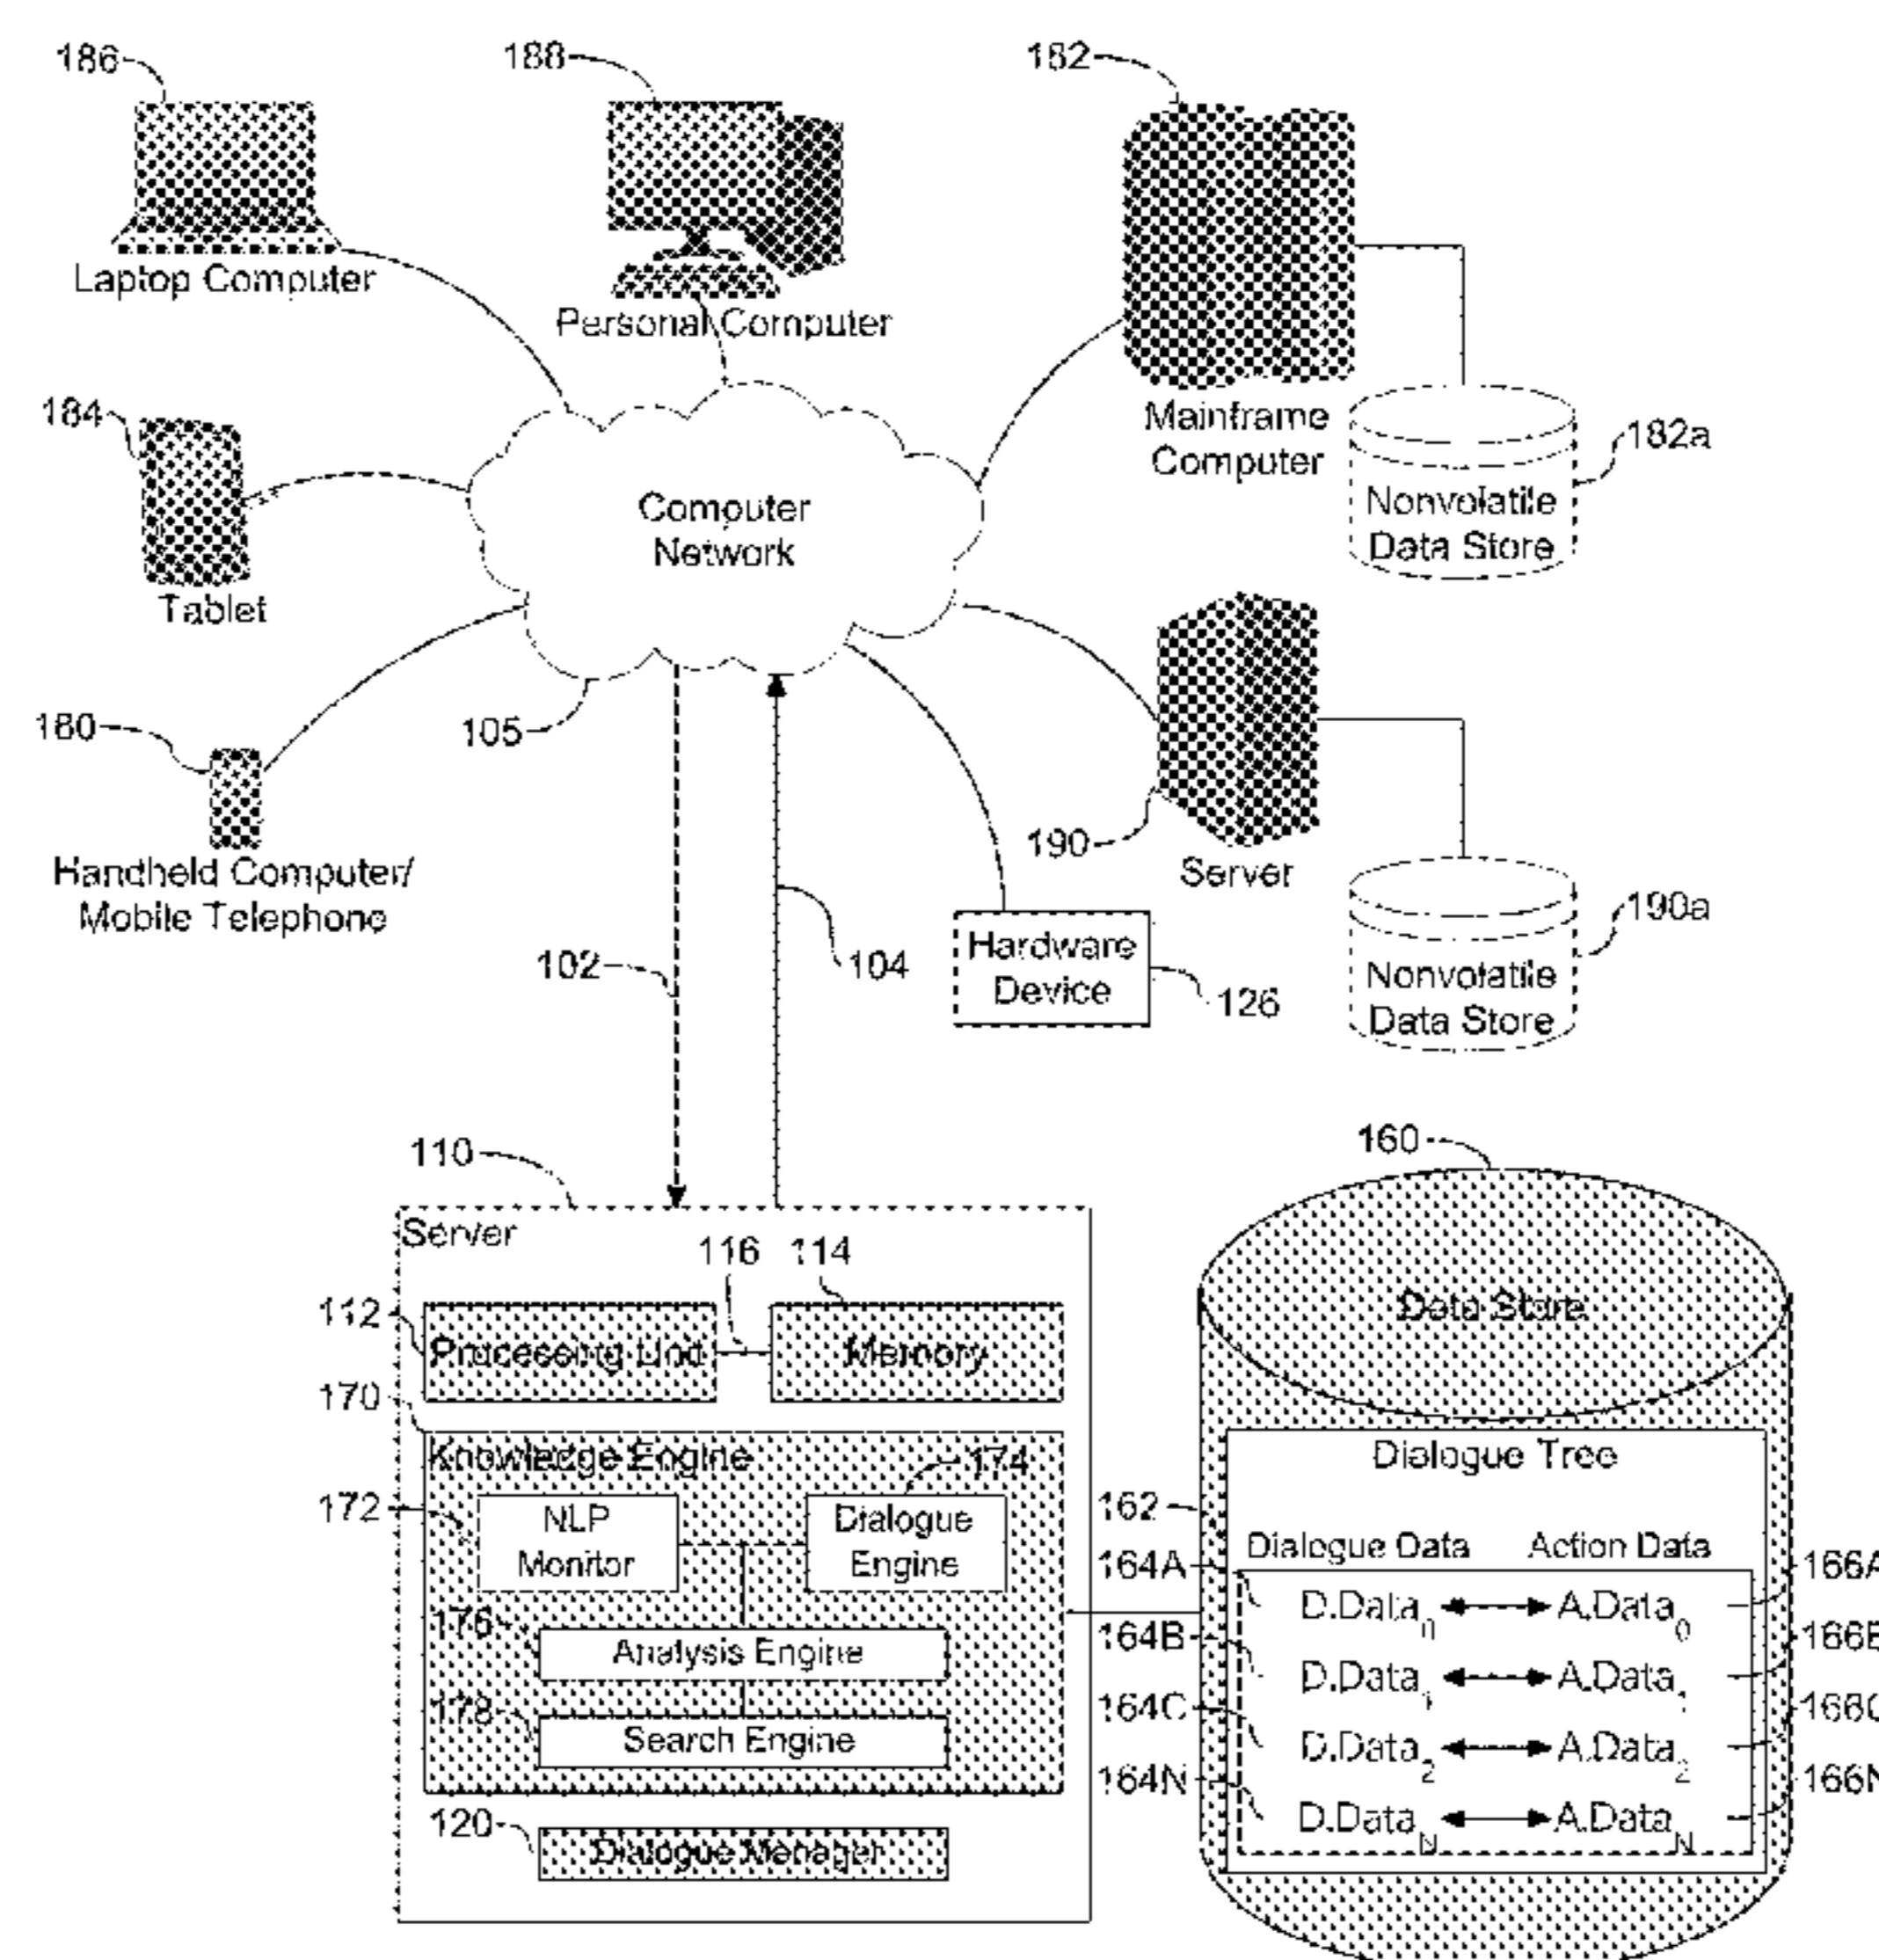 186
188
182
Laptop Computer
Personal Computer
184
Mainframe
Computer
182a
Computer
Network
Nonvolatile
Data Store
Tablet
180
105
190
Server
Handheld Computer/
Mobile Telephone
190a
102
104
Hardware
Device
126
Nonvolatile
Data Store
110
160
Server
116
114
Data Store
112
Processing Unit
Memory
170
Knowledge Engine
174
Dialogue Tree
172
NLP
Monitor
Dialogue
Engine
162
Dialogue Data
Action Data
164A
D.Data0
A.Data0
166A
176
Analysis Engine
164B
D.Data1
A.Data1
166B
178
Search Engine
164C
D.Data2
A.Data2
166C
164N
D.DataN
A.DataN
166N
120
Dialogue Manager